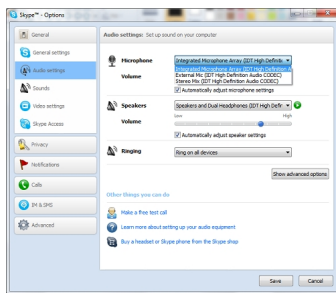 Skype™ - Options
General
General settings
Audio settings
Sounds
Video settings
Skype Access
Privacy
Notifications
Calls
IM & SMS
Advanced
Audio settings: Set up sound on your computer
Microphone
Integrated Microphone Array (IDT High Definiti
Integrated Microphone Array (IDT High Definition A
External Mic (IDT High Definition Audio CODEC)
Stereo Mix (IDT High Definition Audio CODEC)
Volume
Automatically adjust microphone settings
Speakers
Speakers and Dual Headphones (IDT High Defin
Low High
Volume
Automatically adjust speaker settings
Ringing
Ring on all devices
Show advanced options
Other things you can do
Make a free test call
Learn more about setting up your audio equipment
Buy a headset or Skype phone from the Skype shop
Save Cancel